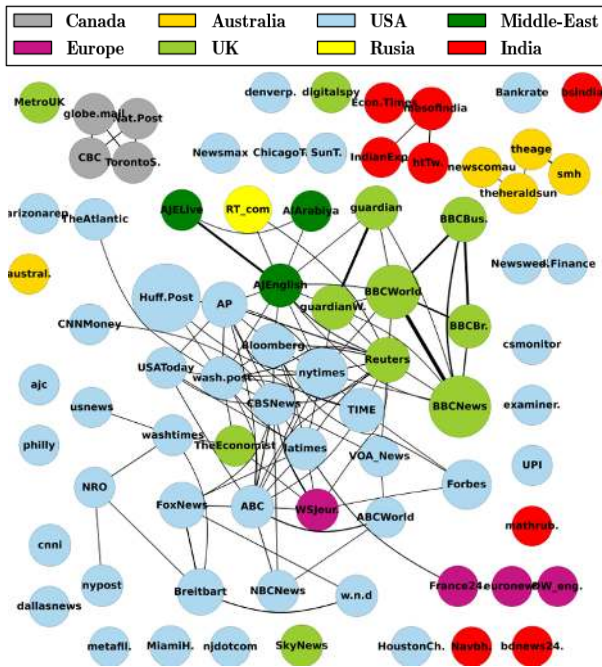 Canada
Australia
USA
Middle-East
Europe
UK
Rusia
India
MetroUK
globe.mail
Nat.Post
CBC
TorontoS.
denverp.
digitalspy
Econ.Times
timesofindia
IndianExp
htTw.
Bankrate
bsindia
Newsmax
ChicagoT.
SunT.
theage
newscomau
smh
theheraldsun
arizonarep.
TheAtlantic
AJELive
RT_com
AlArabiya
guardian
BBCBus.
austral.
AJEnglish
BBCWorld
Newswe.
d.Finance
Huff.Post
AP
guardianW.
BBCBr.
CNNMoney
Bloomberg
Reuters
csmonitor
USAToday
wash.post
nytimes
ajc
usnews
CBSNews
TIME
BBCNews
examiner.
philly
washtimes
TheEconomist
latimes
VOA_News
UPI
NRO
FoxNews
ABC
WSjeur.
ABCWorld
Forbes
mathrub.
cnni
nypost
Breitbart
NBCNews
w.n.d
France24.
euronews
DW_eng.
dallasnews
metafil.
MiamiH.
njdotcom
SkyNews
HoustonCh.
Navbh.
bdnews24.